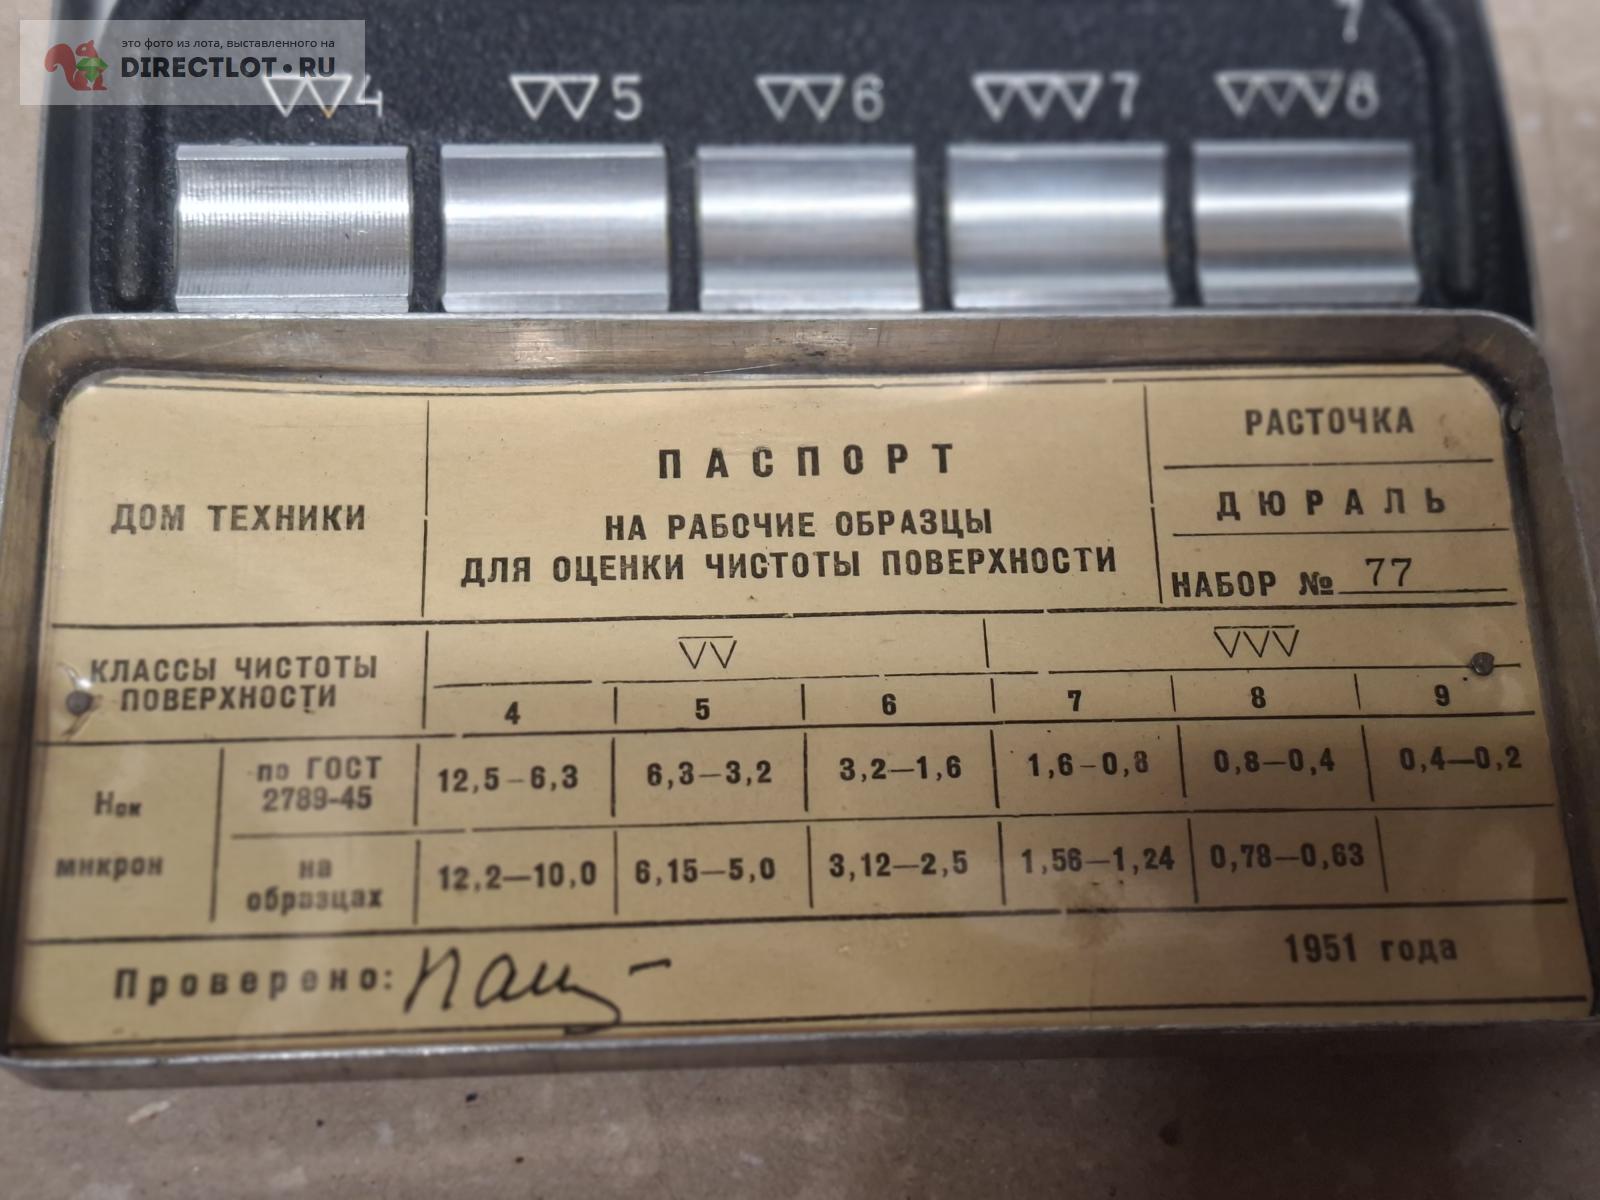 это фото из лота, выставленного на
DIRECTLOT.RU
7
▽▽4 ▽▽5 ▽▽6 ▽▽▽7 ▽▽▽8
ДОМ ТЕХНИКИ
ПАСПОРТ
НА РАБОЧИЕ ОБРАЗЦЫ
ДЛЯ ОЦЕНКИ ЧИСТОТЫ ПОВЕРХНОСТИ
РАСТОЧКА
ДЮРАЛЬ
НАБОР № 77
КЛАССЫ ЧИСТОТЫ
ПОВЕРХНОСТИ
▽▽ ▽▽▽
4 5 6 7 8 9
Нск
микрон
по ГОСТ
2789-45
12,5-6,3 6,3—3,2 3,2—1,6 1,6-0,8 0,8—0,4 0,4—0,2
на
образцах
12,2—10,0 6,15—5,0 3,12—2,5 1,56—1,24 0,78—0,63
Проверено:
1951 года